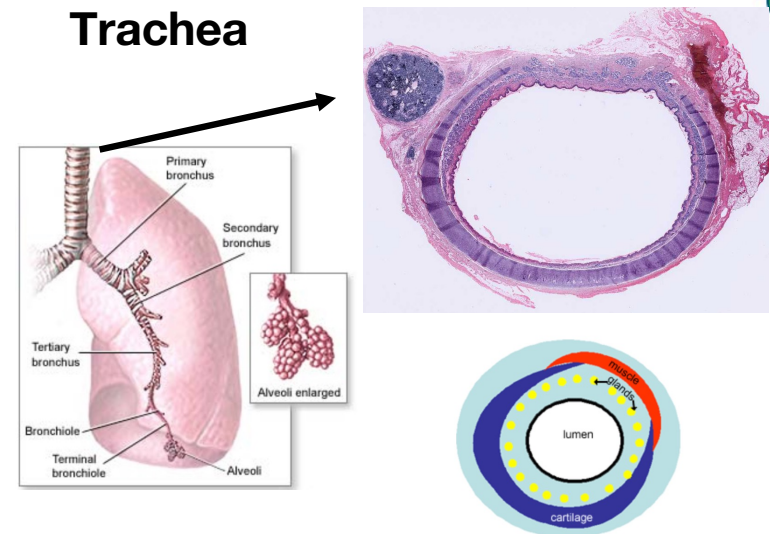 Trachea
Primary
bronchus
Secondary
bronchus
Tertiary
bronchus
Alveoli enlarged
Bronchiole
Terminal
bronchiole
Alveoli
muscle
glands
lumen
cartilage